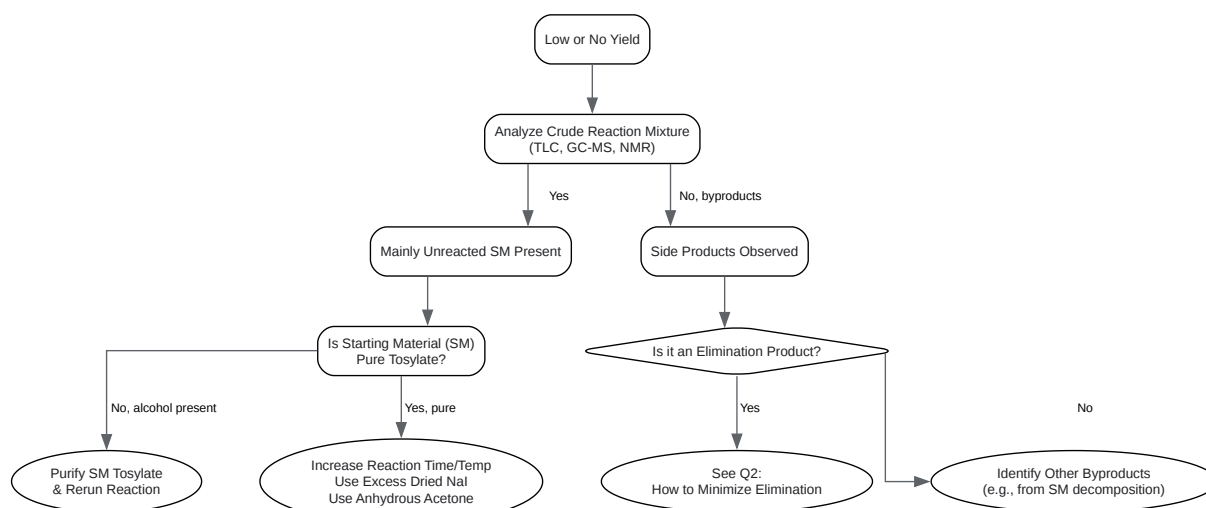 Low or No Yield
Analyze Crude Reaction Mixture
(TLC, GC-MS, NMR)
Yes
No, byproducts
Mainly Unreacted SM Present
Side Products Observed
Is Starting Material (SM)
Pure Tosylate?
Is it an Elimination Product?
No, alcohol present
Yes, pure
Yes
No
Purify SM Tosylate
& Rerun Reaction
Increase Reaction Time/Temp
Use Excess Dried NaI
Use Anhydrous Acetone
See Q2:
How to Minimize Elimination
Identify Other Byproducts
(e.g., from SM decomposition)